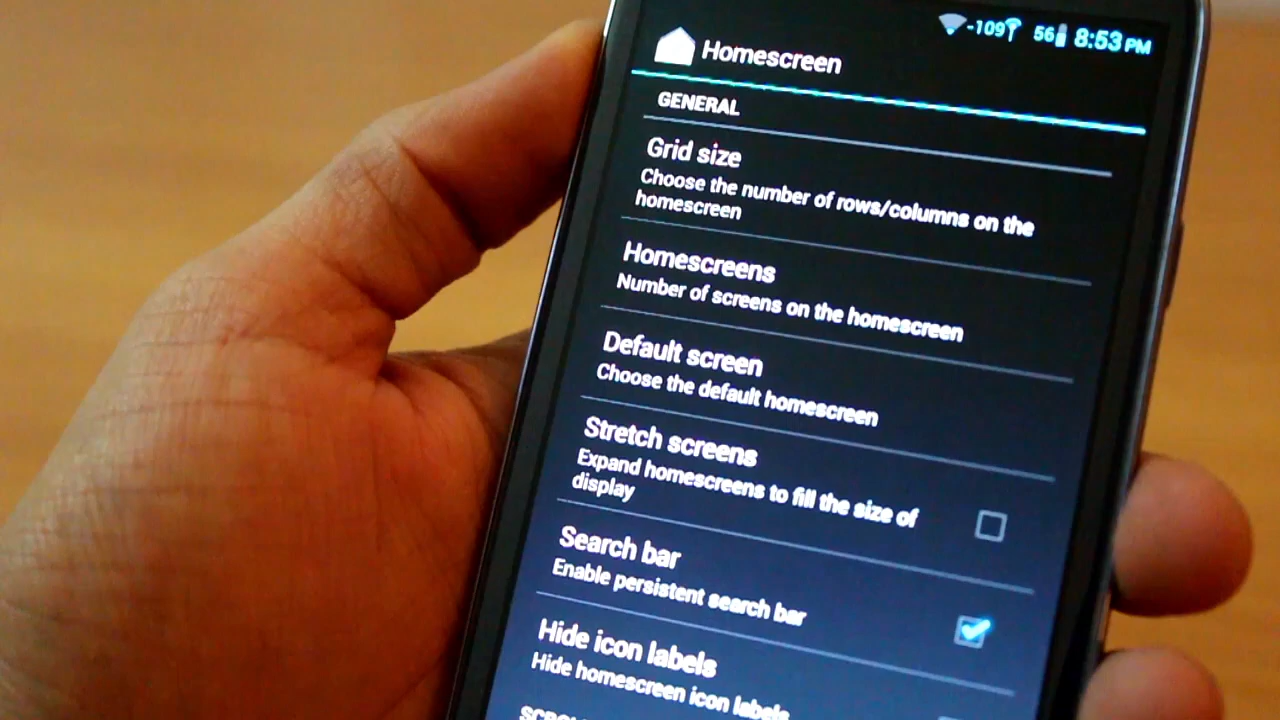 -109 56 8:53 PM
Homescreen
GENERAL
Grid size
Choose the number of rows/columns on the
homescreen
Homescreens
Number of screens on the homescreen
Default screen
Choose the default homescreen
Stretch screens
Expand homescreens to fill the size of
display
Search bar
Enable persistent search bar
Hide icon labels
Hide homescreen icon labels